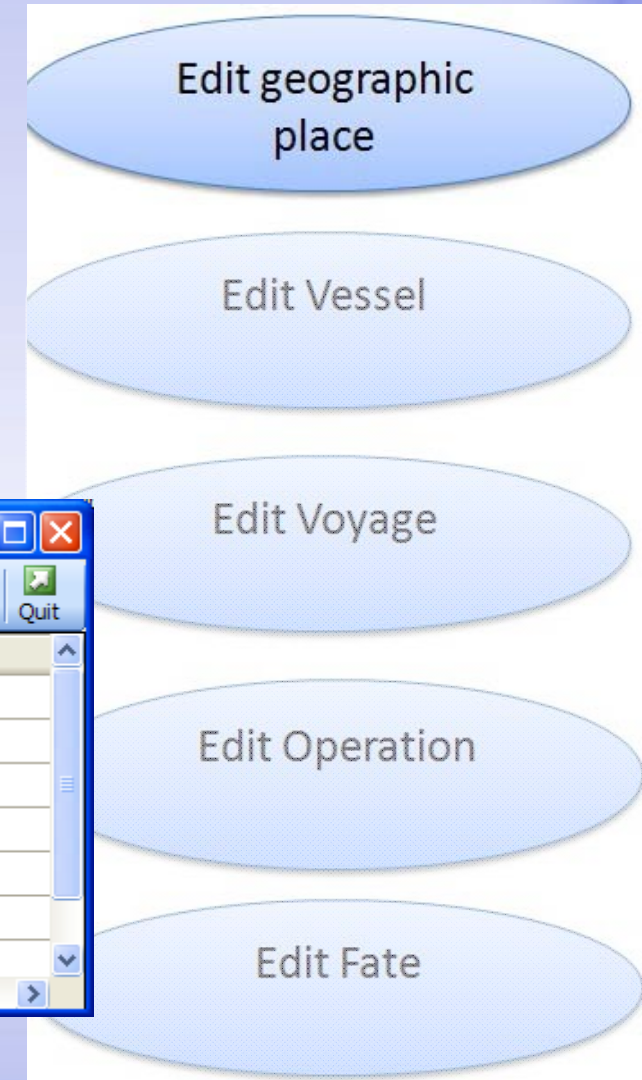 Edit geographic
place
Edit Vessel
Edit Voyage
Quit
Edit Operation
Edit Fate